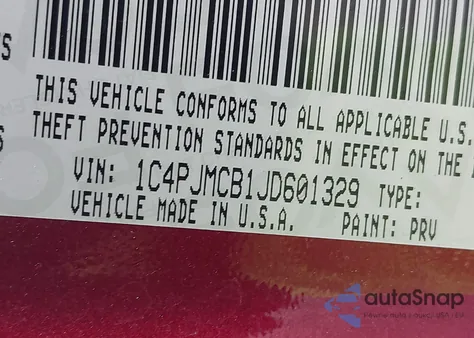 S
THIS VEHICLE CONFORMS TO ALL APPLICABLE U.S.
THEFT PREVENTION STANDARDS IN EFFECT ON THE
S
VIN: 1C4PJMCB1JD601329 TYPE:
VEHICLE MADE IN U.S.A. PAINT: PRV
autaSnap